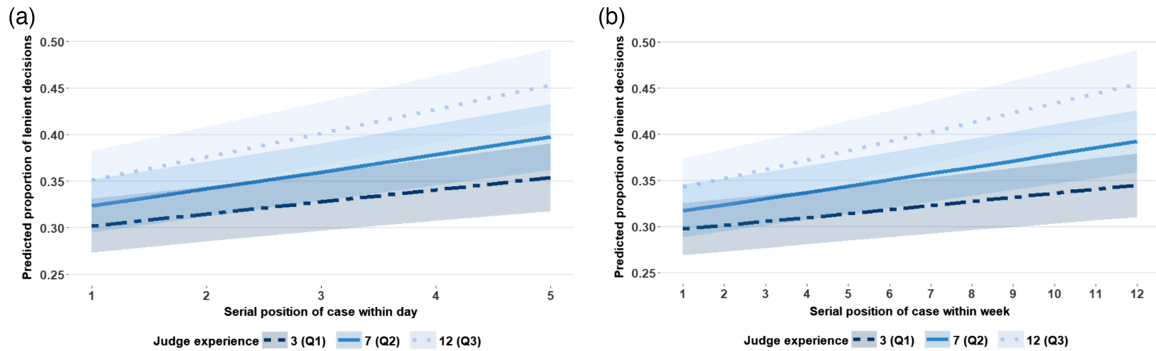 (a)
Predicted proportion of lenient decisions
0.50
0.45
0.40
0.35
0.30
0.25
1 2 3 4 5
Serial position of case within day
Judge experience 3 (Q1) 7 (Q2) 12 (Q3)
(b)
Predicted proportion of lenient decisions
0.50
0.45
0.40
0.35
0.30
0.25
1 2 3 4 5 6 7 8 9 10 11 12
Serial position of case within week
Judge experience 3 (Q1) 7 (Q2) 12 (Q3)